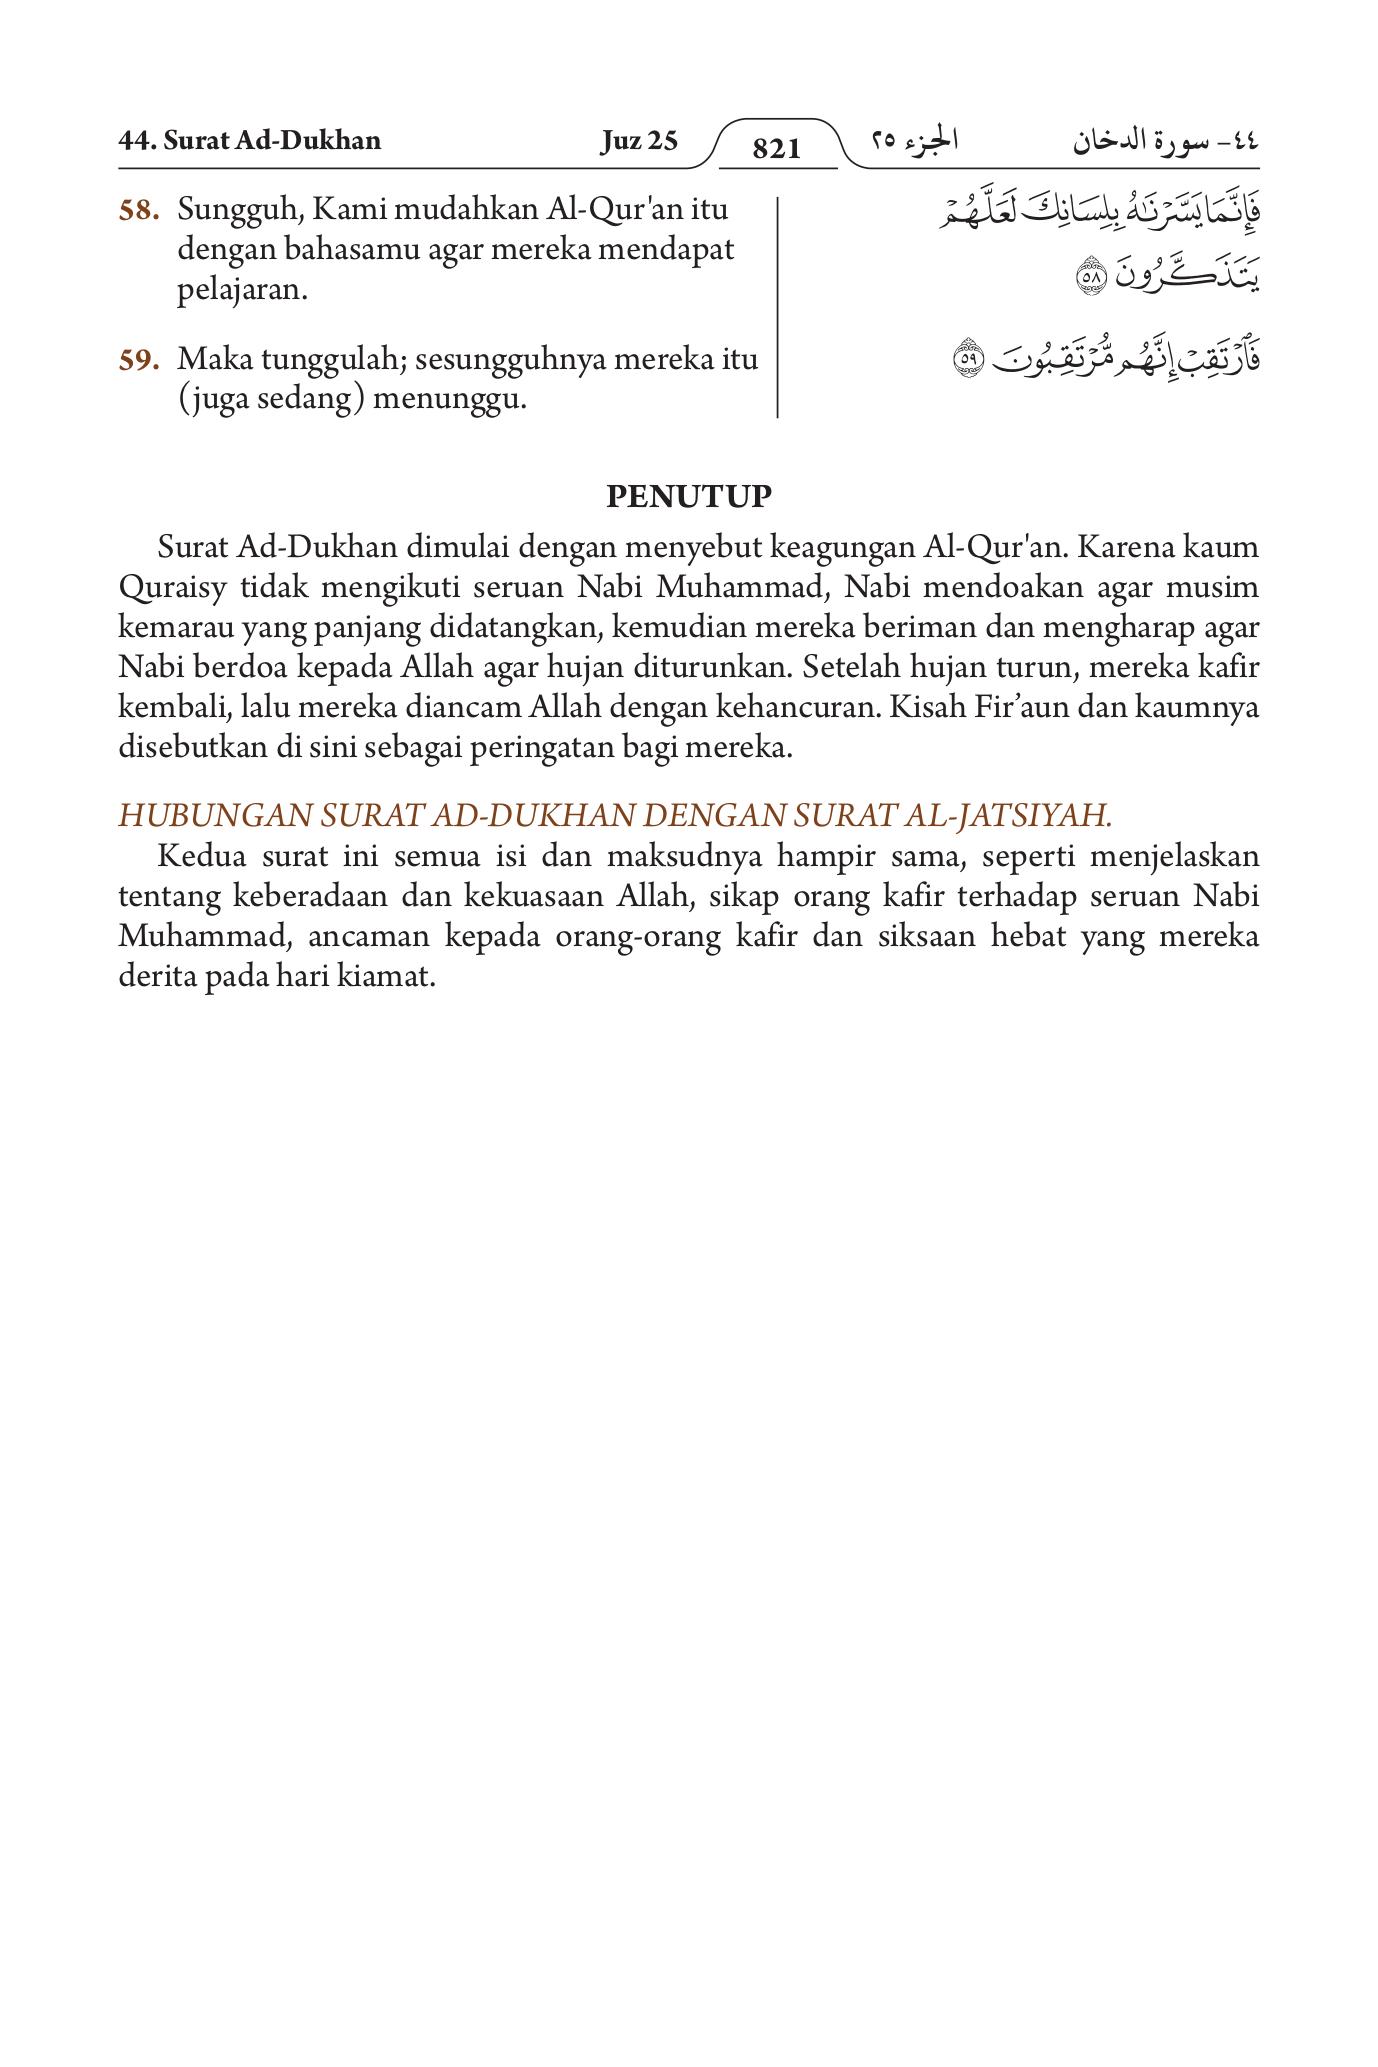 44. Surat Ad-Dukhan Juz 25 821 الجزء ٢٥ ٤٤- سورة الدخان
58. Sungguh, Kami mudahkan Al-Qur'an itu
dengan bahasamu agar mereka mendapat
pelajaran.
فَإِنَّمَا يَسَّرْنَٰهُ بِلِسَانِكَ لَعَلَّهُمْ
يَتَذَكَّرُونَ ٥٨
59. Maka tunggulah; sesungguhnya mereka itu
(juga sedang) menunggu.
فَٱرْتَقِبْ إِنَّهُم مُّرْتَقِبُونَ ٥٩
PENUTUP
Surat Ad-Dukhan dimulai dengan menyebut keagungan Al-Qur'an. Karena kaum
Quraisy tidak mengikuti seruan Nabi Muhammad, Nabi mendoakan agar musim
kemarau yang panjang didatangkan, kemudian mereka beriman dan mengharap agar
Nabi berdoa kepada Allah agar hujan diturunkan. Setelah hujan turun, mereka kafir
kembali, lalu mereka diancam Allah dengan kehancuran. Kisah Fir’aun dan kaumnya
disebutkan di sini sebagai peringatan bagi mereka.
HUBUNGAN SURAT AD-DUKHAN DENGAN SURAT AL-JATSIYAH.
Kedua surat ini semua isi dan maksudnya hampir sama, seperti menjelaskan
tentang keberadaan dan kekuasaan Allah, sikap orang kafir terhadap seruan Nabi
Muhammad, ancaman kepada orang-orang kafir dan siksaan hebat yang mereka
derita pada hari kiamat.